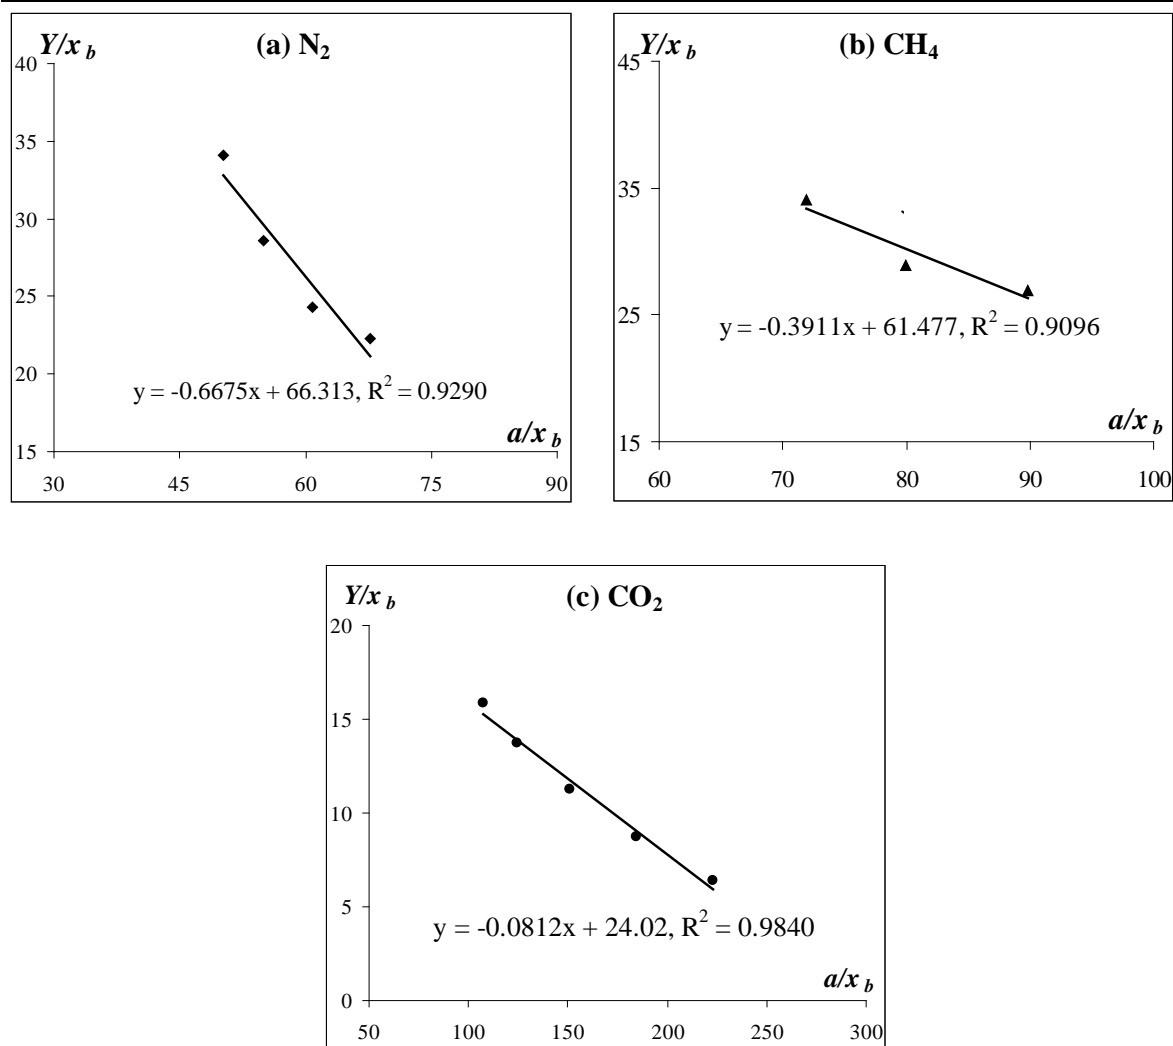 (a) N₂
Y/x b
40
35
30
25
20
15
y = -0.6675x + 66.313, R² = 0.9290
a/x b
30 45 60 75 90
(b) CH₄
Y/x b
45
35
25
15
y = -0.3911x + 61.477, R² = 0.9096
a/x b
60 70 80 90 100
(c) CO₂
Y/x b
20
15
10
5
0
y = -0.0812x + 24.02, R² = 0.9840
a/x b
50 100 150 200 250 300